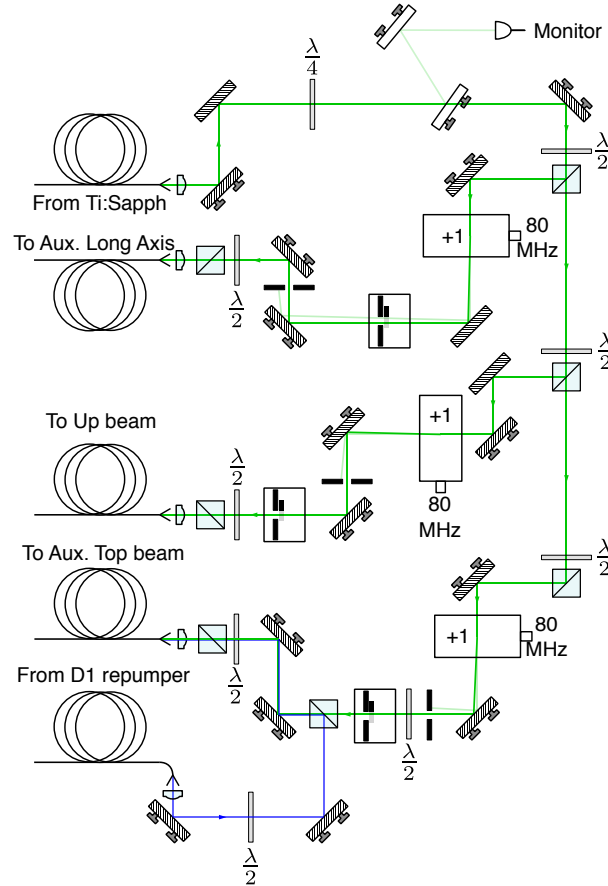 Monitor
λ/4
λ/2
From Ti:Sapph
To Aux. Long Axis
+1
80
MHz
λ/2
λ/2
To Up beam
+1
λ/2
80
MHz
To Aux. Top beam
λ/2
80
MHz
+1
From D1 repumper
λ/2
λ/2
λ/2